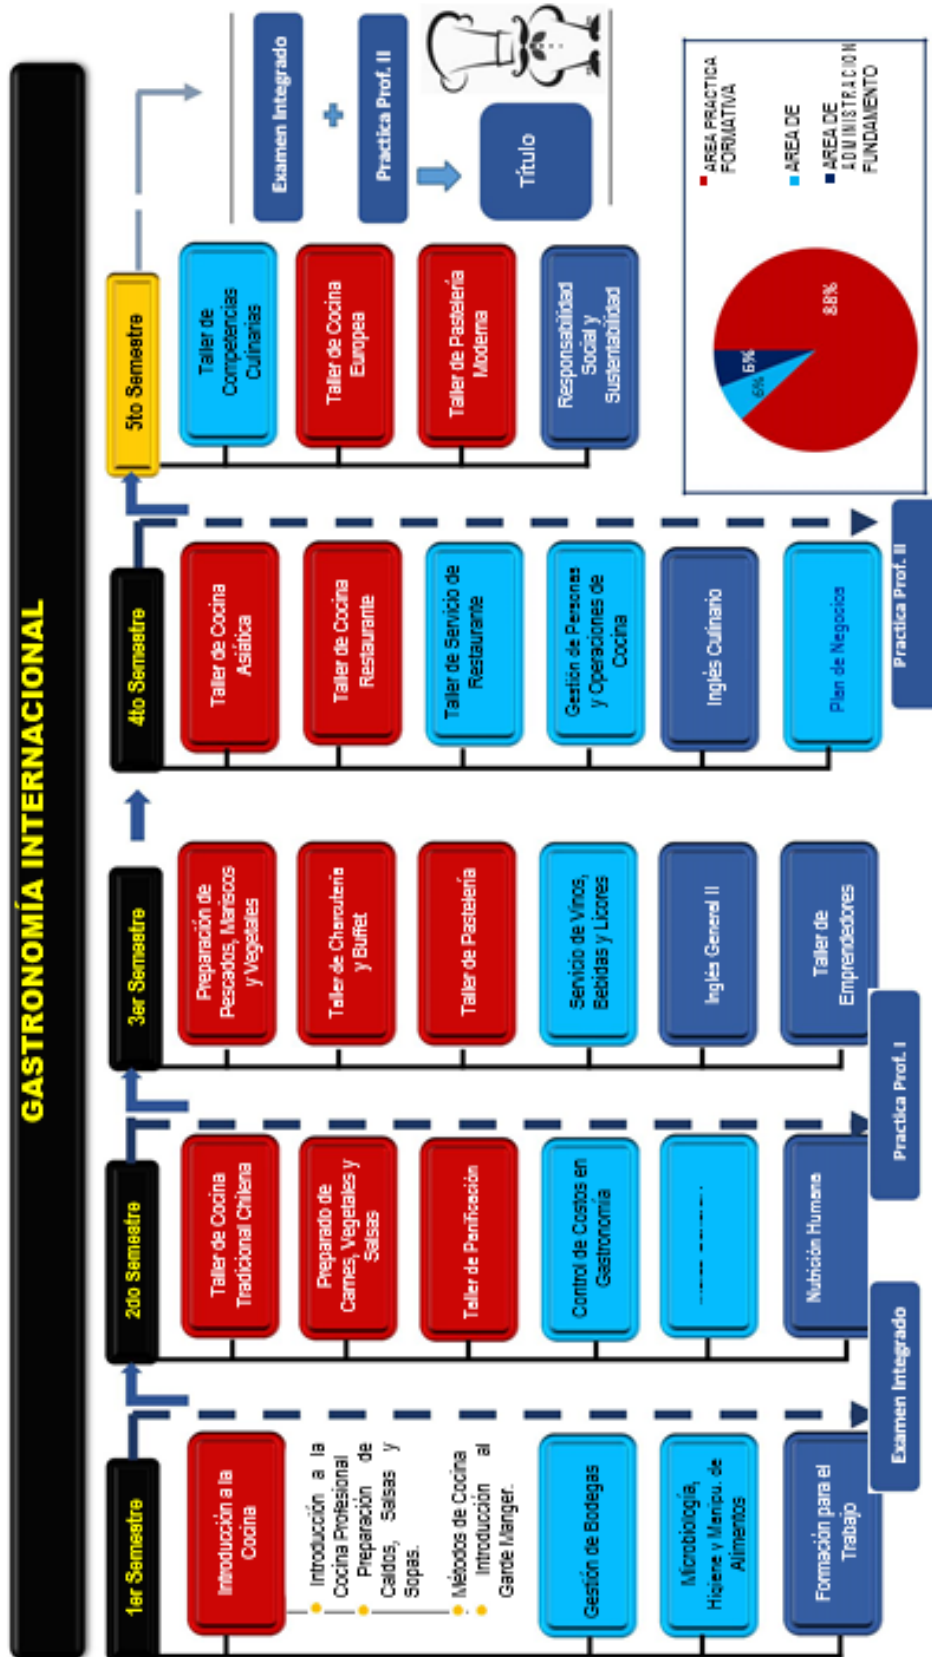 GASTRONOMÍA INTERNACIONAL
1er Semestre
Introducción a la
Cocina
Introducción a la
Cocina Profesional
Preparación de
Caldos, Salsas y
Sopas.
Métodos de Cocina
Introducción al
Garde Manger.
Gestión de Bodegas
Microbiología,
Higiene y Manipu. de
Alimentos
Formación para el
Trabajo
Examen Integrado
2do Semestre
Taller de Cocina
Tradicional Chilena
Preparado de
Carnes, Vegetales y
Salsas
Taller de Panificación
Control de Costos en
Gastronomía
Nutrición Humana
Practica Prof. I
3er Semestre
Preparación de
Pescados, Mariscos
y Vegetales
Taller de Charcutería
y Buffet
Taller de Pastelería
Servicio de Vinos,
Bebidas y Licores
Inglés General II
Taller de
Emprendedores
4to Semestre
Taller de Cocina
Asiática
Taller de Cocina
Restaurante
Taller de Servicio de
Restaurante
Gestión de Personas
y Operaciones de
Cocina
Inglés Culinario
Plan de Negocios
Practica Prof. II
5to Semestre
Taller de
Competencias
Culinarias
Taller de Cocina
Europea
Taller de Pastelería
Moderna
Responsabilidad
Social y
Sustentabilidad
Examen Integrado
+
Practica Prof. II
Título
6%
6%
88%
AREA PRACTICA
FORMATIVA
AREA DE
AREA DE
ADMINISTRACION
FUNDAMENTO